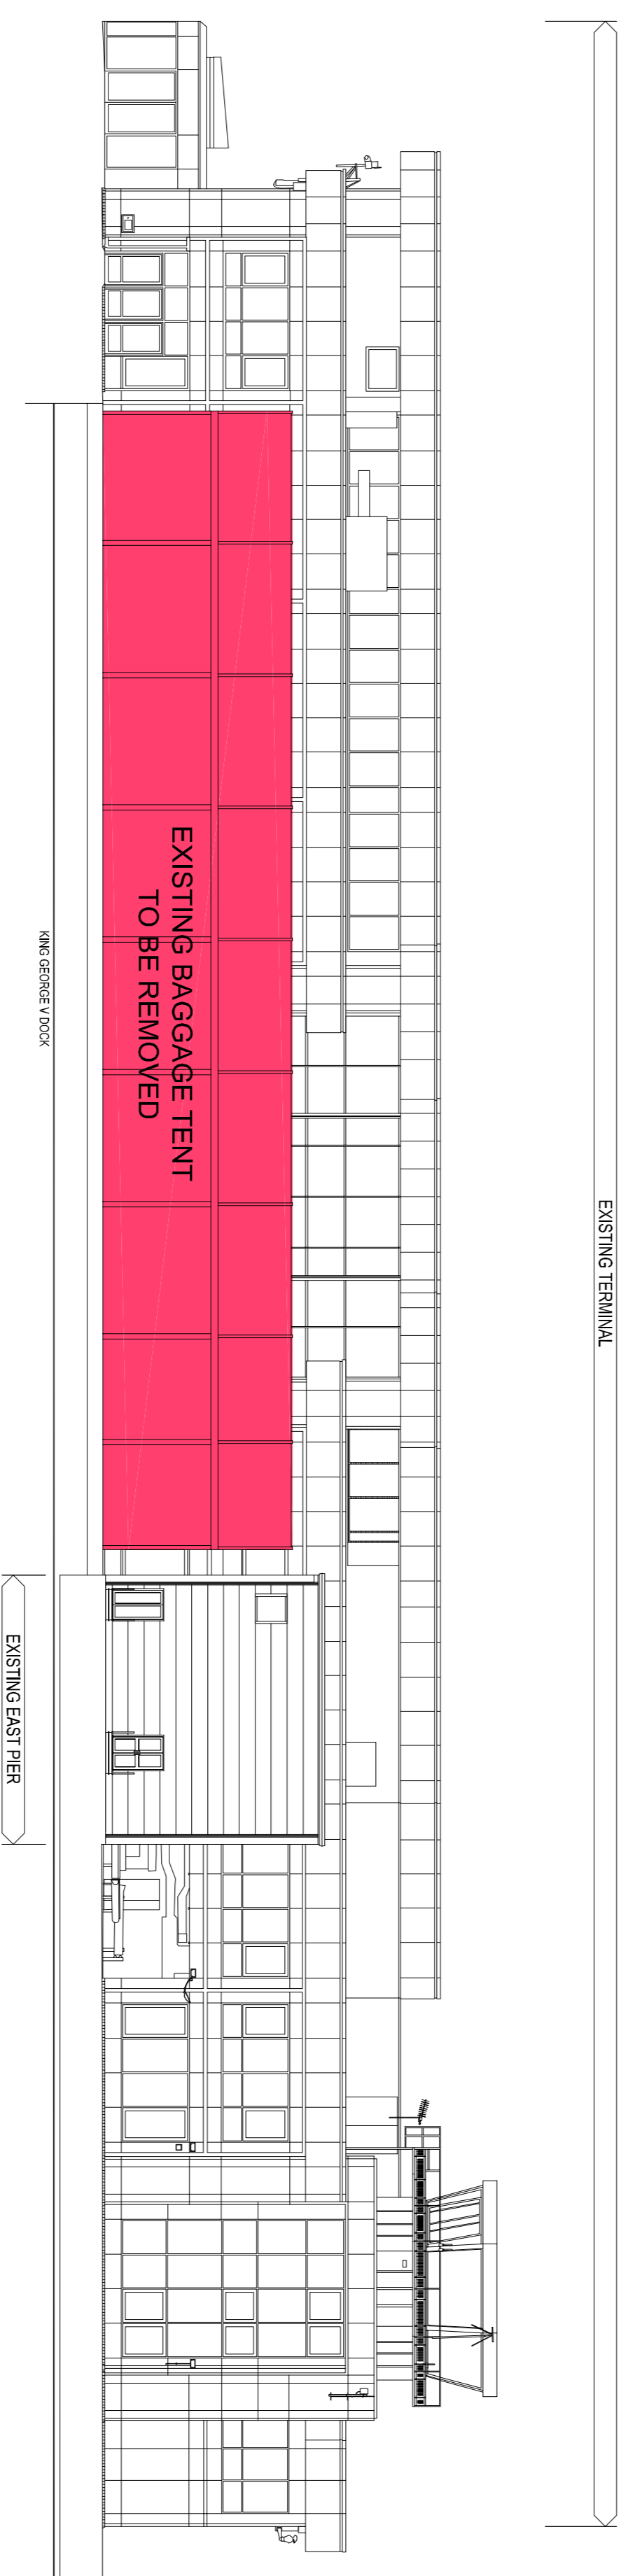 EXISTING TERMINAL
EXISTING BAGGAGE TENT
TO BE REMOVED
KING GEORGE V DOCK
EXISTING EAST PIER